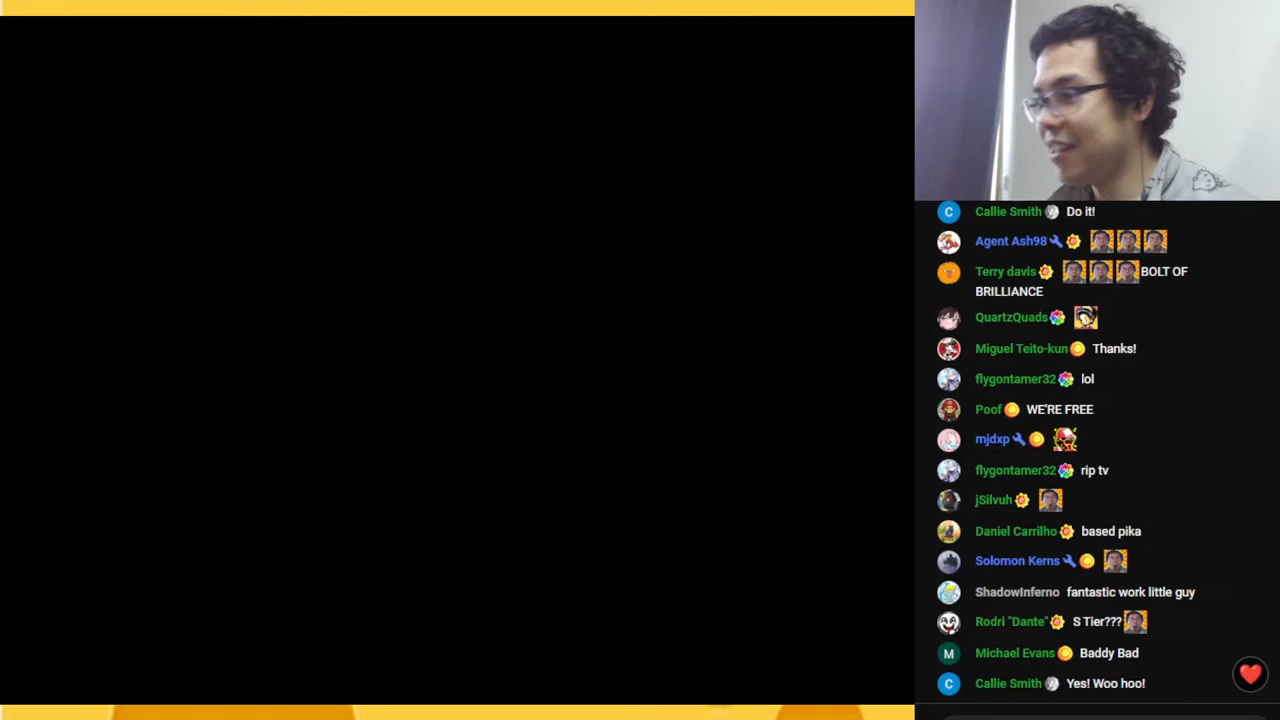 Callie Smith Do it!
Agent Ash98
Terry davis BOLT OF
BRILLIANCE
QuartzQuads
Miguel Teito-kun Thanks!
flygontamer32 lol
Poof WE'RE FREE
mjdxp
flygontamer32 rip tv
jSilvuh
Daniel Carrilho based pika
Solomon Kerns
ShadowInferno fantastic work little guy
Rodri "Dante" S Tier???
M Michael Evans Baddy Bad
C Callie Smith Yes! Woo hoo!